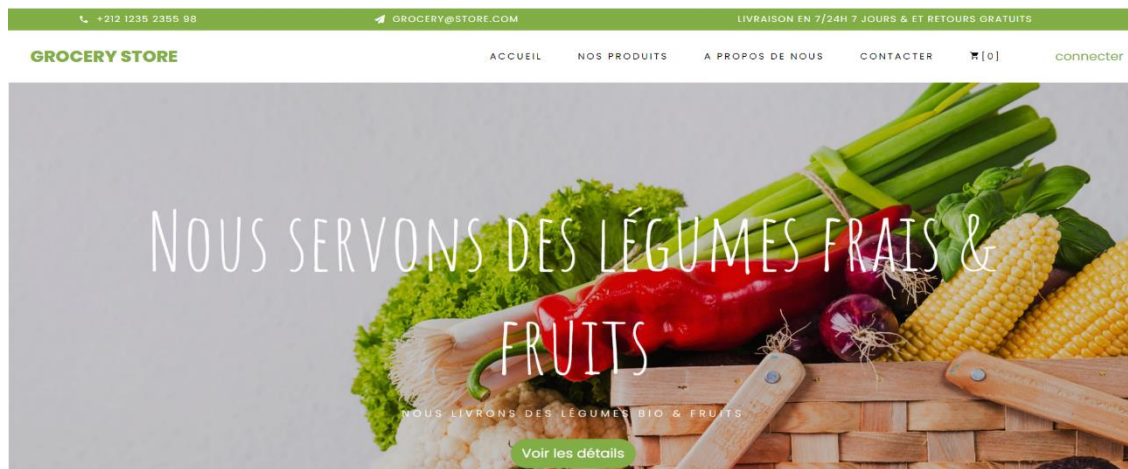 +212 1235 2355 98 GROCERY@STORE.COM LIVRAISON EN 7/24H 7 JOURS & ET RETOURS GRATUITS
GROCERY STORE ACCUEIL NOS PRODUITS A PROPOS DE NOUS CONTACTER [0] connecter
NOUS SERVONS DES LÉGUMES FRAIS &
FRUITS
NOUS LIVRONS DES LÉGUMES BIO & FRUITS
Voir les détails